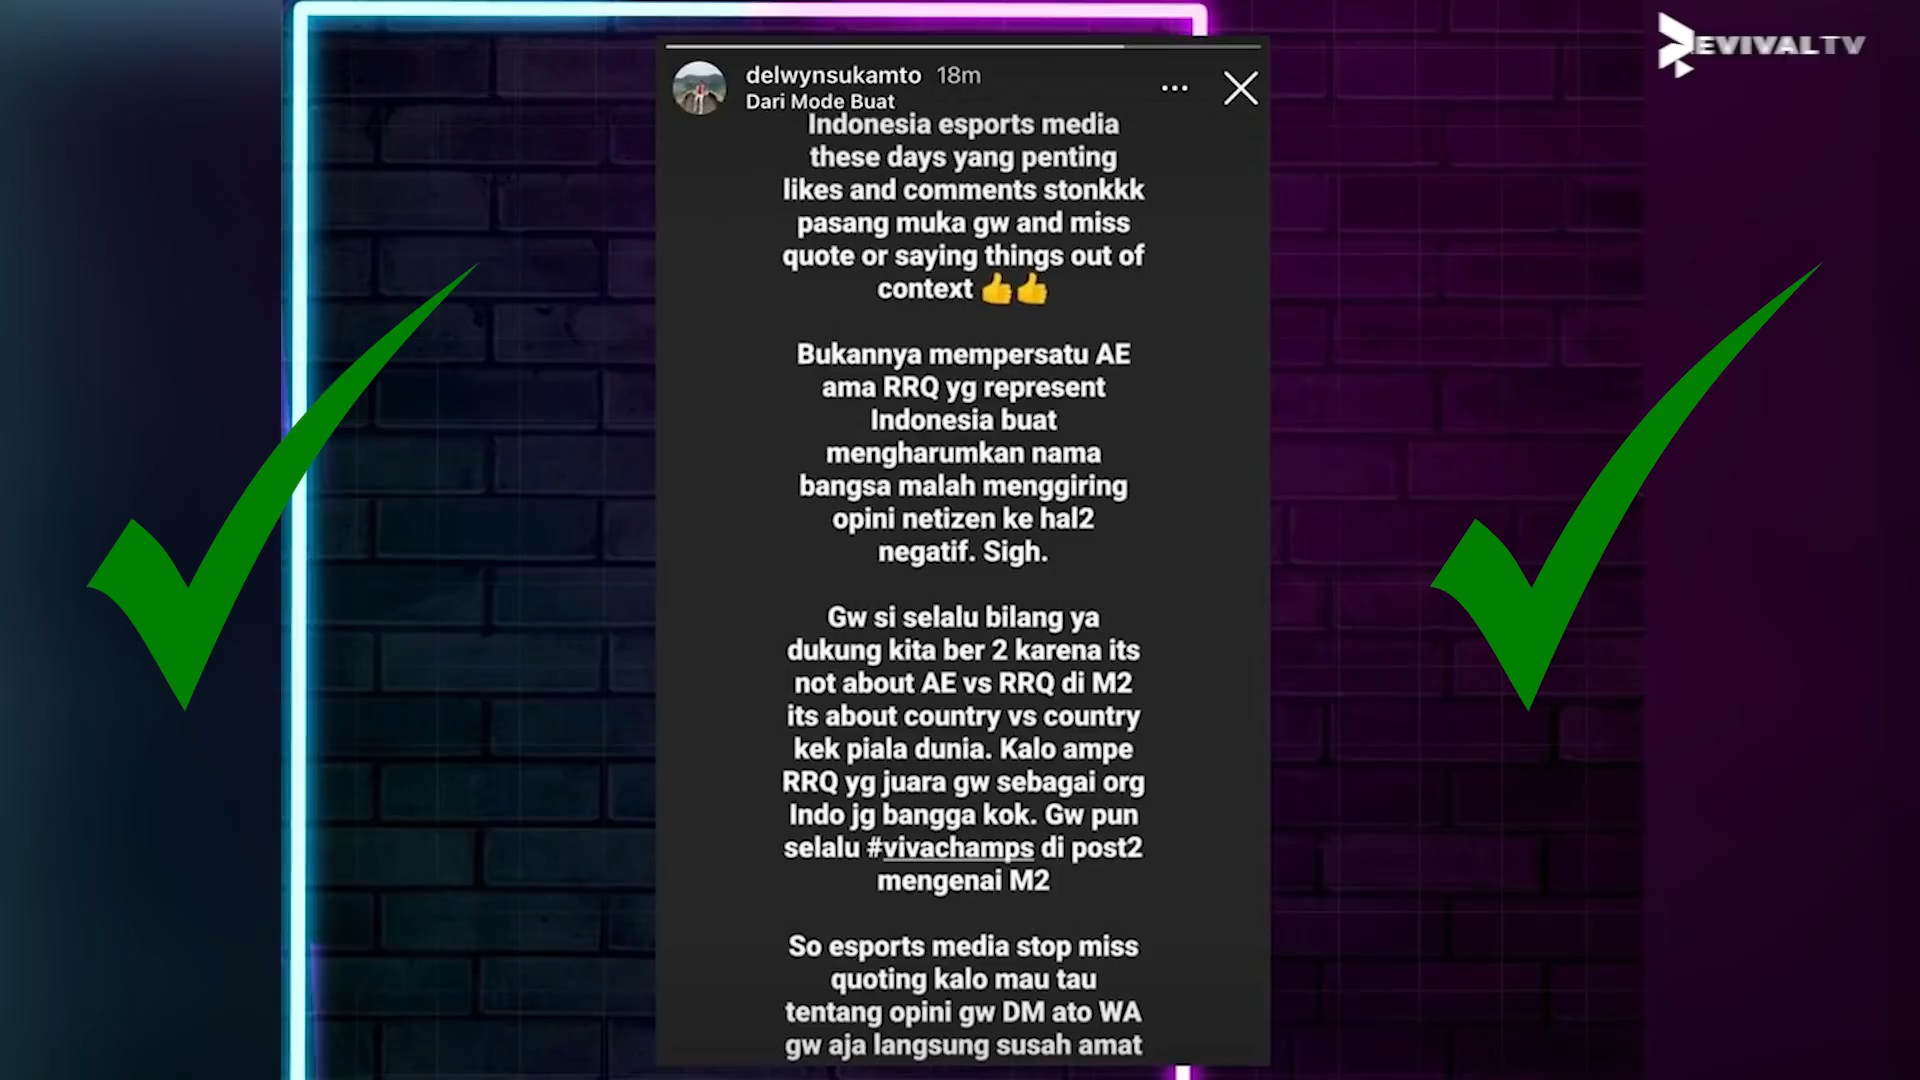 REVIVALTV
delwynsukamto 18m
Dari Mode Buat
Indonesia esports media
these days yang penting
likes and comments stonkkk
pasang muka gw and miss
quote or saying things out of
context 👍👍
Bukannya mempersatu AE
ama RRQ yg represent
Indonesia buat
mengharumkan nama
bangsa malah menggiring
opini netizen ke hal2
negatif. Sigh.
Gw si selalu bilang ya
dukung kita ber 2 karena its
not about AE vs RRQ di M2
its about country vs country
kek piala dunia. Kalo ampe
RRQ yg juara gw sebagai org
Indo jg bangga kok. Gw pun
selalu #vivachamps di post2
mengenai M2
So esports media stop miss
quoting kalo mau tau
tentang opini gw DM ato WA
gw aja langsung susah amat